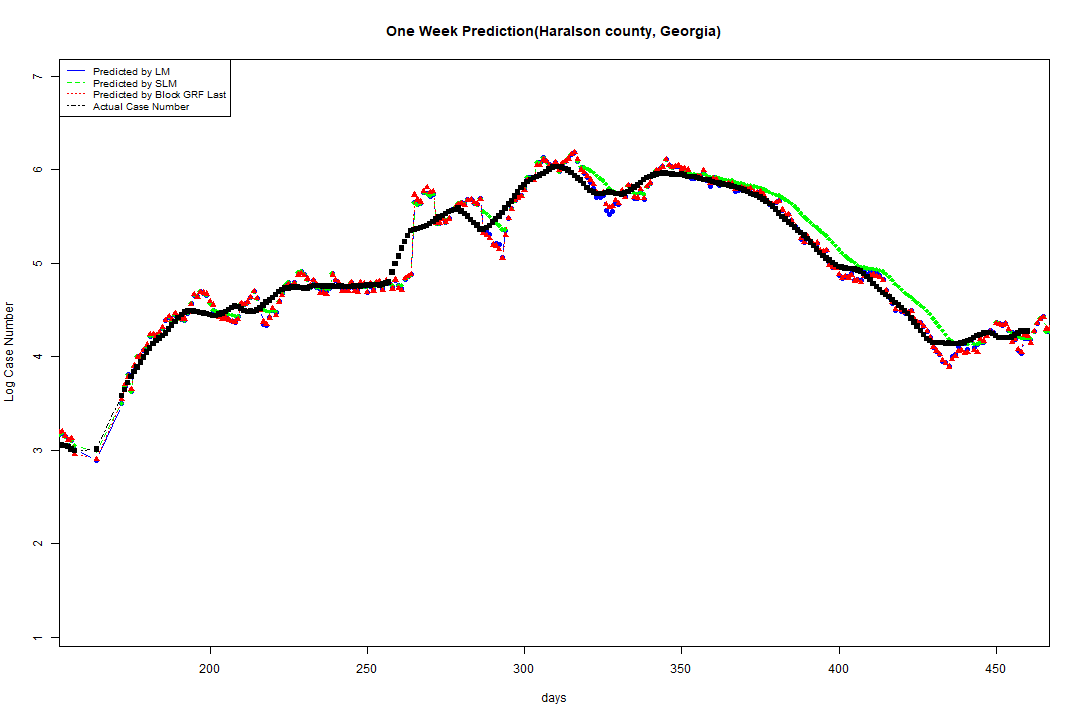 One Week Prediction(Haralson county, Georgia)
Predicted by LM
Predicted by SLM
Predicted by Block GRF Last
Actual Case Number
Log Case Number
7
6
5
4
3
2
1
200 250 300 350 400 450
days